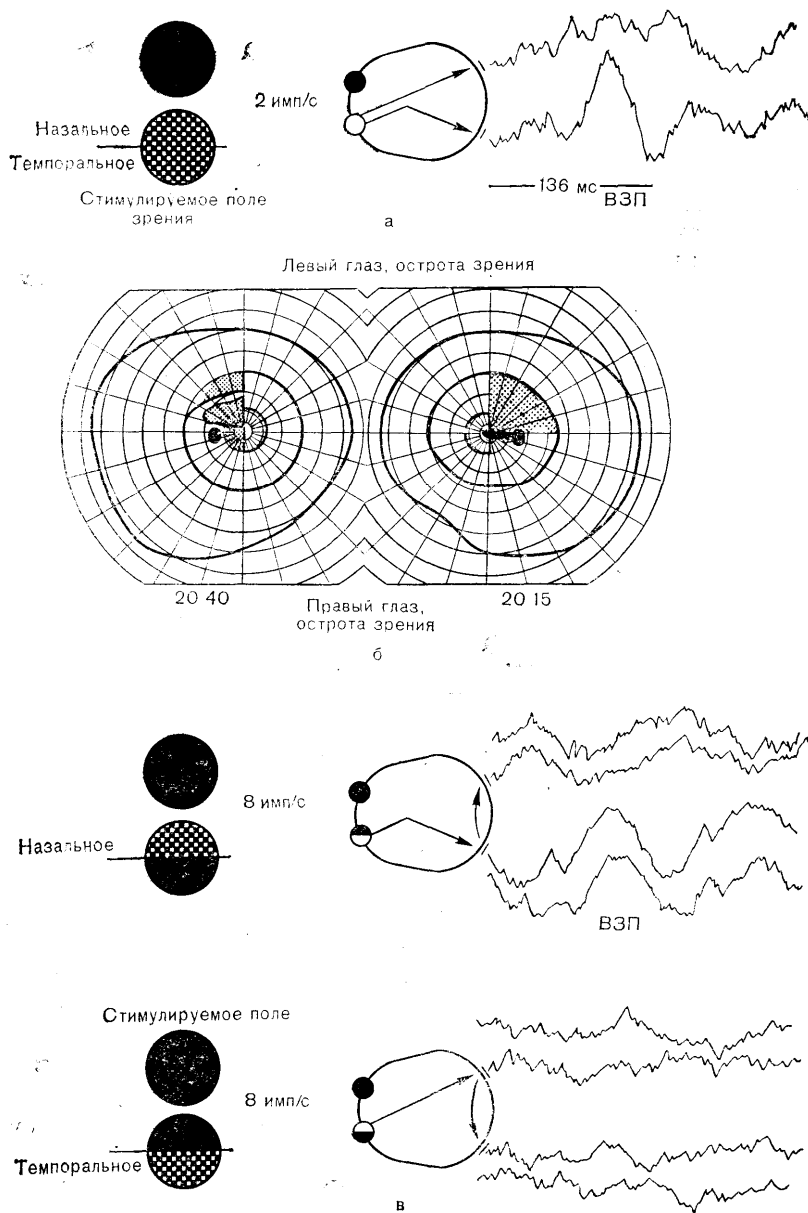 а
2 имп/с
Назальное
Темпоральное
Стимулируемое поле
зрения
136 мс
ВЗП
а
Левый глаз, острота зрения
20 40
Правый глаз,
острота зрения
20 15
б
8 имп/с
Назальное
ВЗП
Стимулируемое поле
8 имп/с
Темпоральное
в